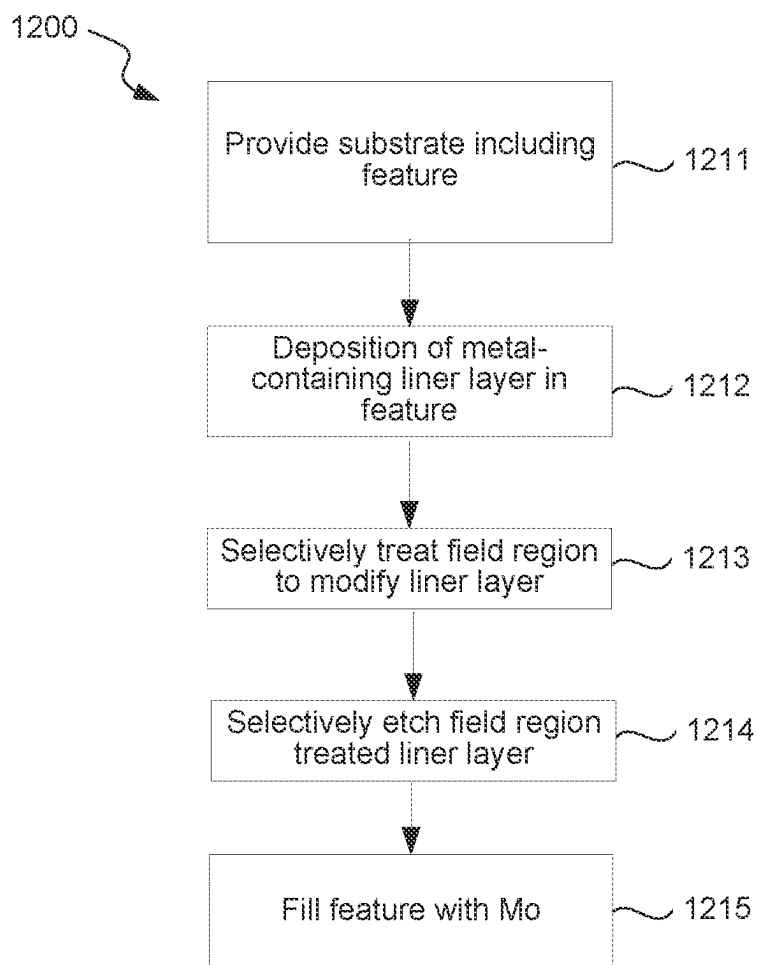 1200
Provide substrate including
feature
1211
Deposition of metal-
containing liner layer in
feature
1212
Selectively treat field region
to modify liner layer
1213
Selectively etch field region
treated liner layer
1214
Fill feature with Mo
1215